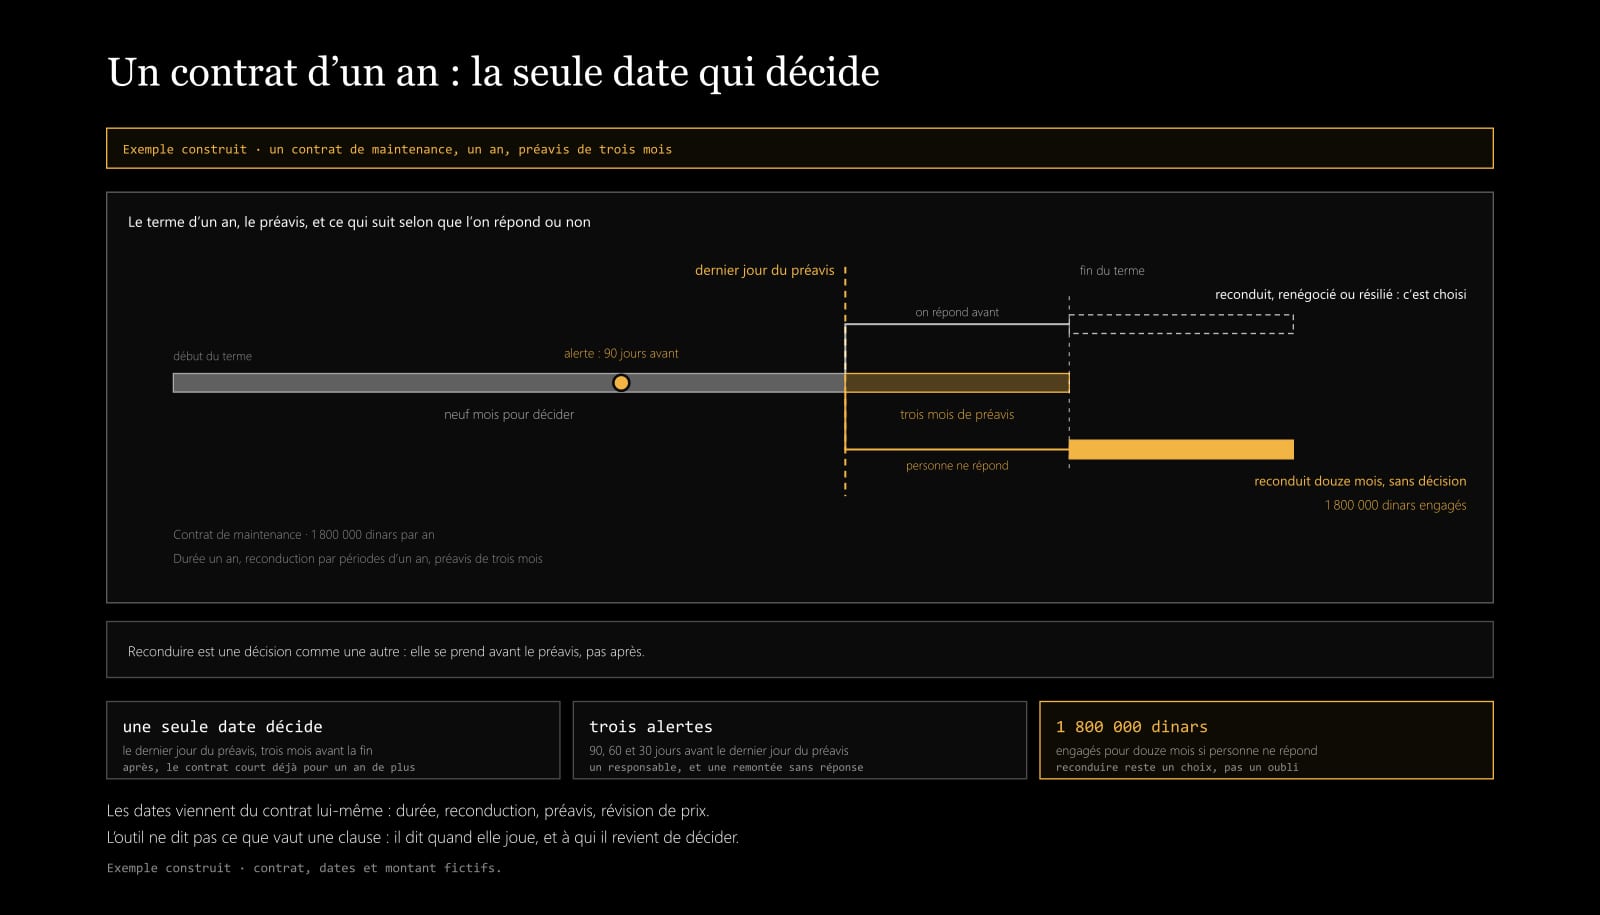 Un contrat d’un an : la seule date qui décide
Exemple construit · un contrat de maintenance, un an, préavis de trois mois
Le terme d’un an, le préavis, et ce qui suit selon que l’on répond ou non
dernier jour du préavis
fin du terme
reconduit, renégocié ou résilié : c’est choisi
on répond avant
début du terme
alerte : 90 jours avant
neuf mois pour décider
trois mois de préavis
personne ne répond
reconduit douze mois, sans décision
1 800 000 dinars engagés
Contrat de maintenance · 1 800 000 dinars par an
Durée un an, reconduction par périodes d’un an, préavis de trois mois
Reconduire est une décision comme une autre : elle se prend avant le préavis, pas après.
une seule date décide
le dernier jour du préavis, trois mois avant la fin
après, le contrat court déjà pour un an de plus
trois alertes
90, 60 et 30 jours avant le dernier jour du préavis
un responsable, et une remontée sans réponse
1 800 000 dinars
engagés pour douze mois si personne ne répond
reconduire reste un choix, pas un oubli
Les dates viennent du contrat lui-même : durée, reconduction, préavis, révision de prix.
L’outil ne dit pas ce que vaut une clause : il dit quand elle joue, et à qui il revient de décider.
Exemple construit · contrat, dates et montant fictifs.